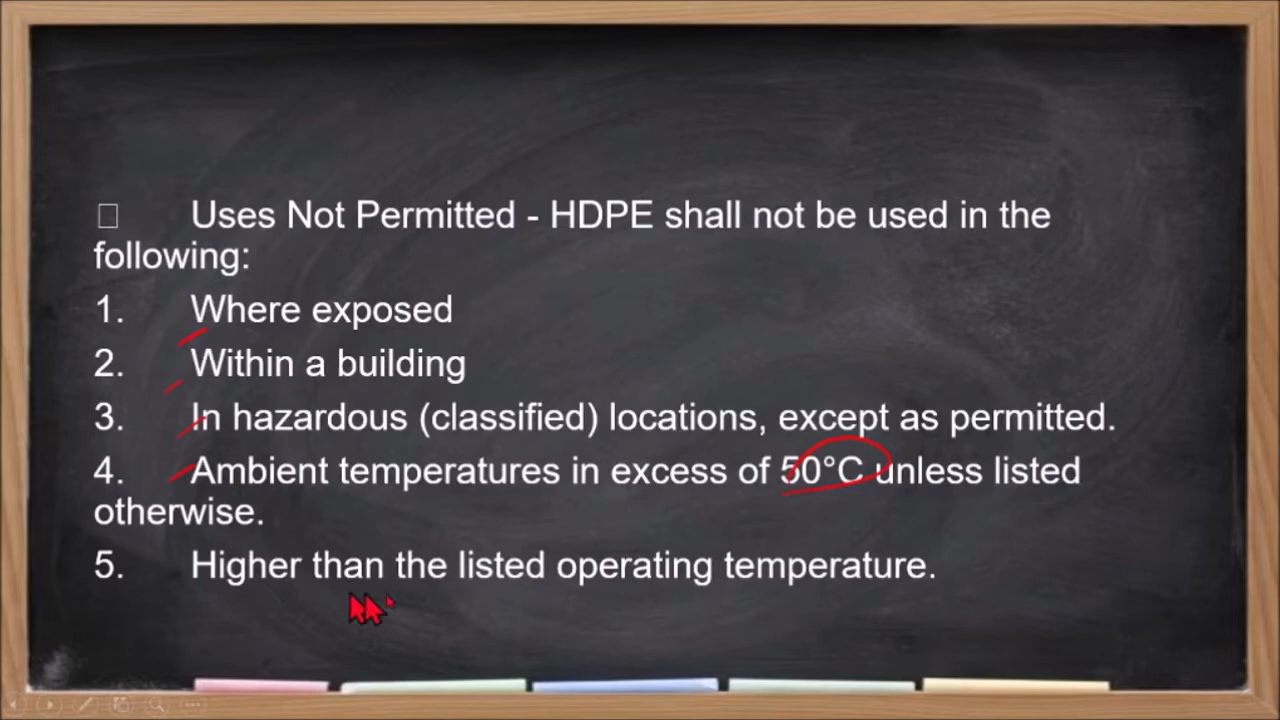 Uses Not Permitted - HDPE shall not be used in the
following:
1. Where exposed
2. Within a building
3. In hazardous (classified) locations, except as permitted.
4. Ambient temperatures in excess of 50°C unless listed
otherwise.
5. Higher than the listed operating temperature.